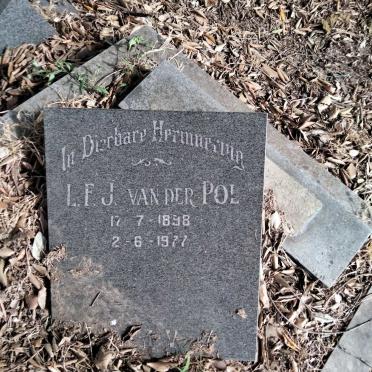 In Dierbare Herinnering
L.F.J. VAN DER POL
17-7-1898
2-6-1977